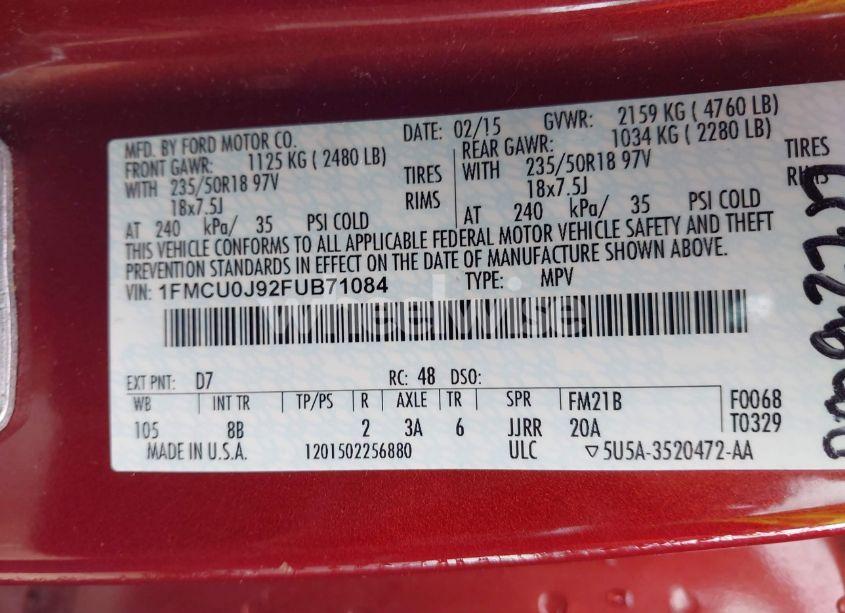 MFD. BY FORD MOTOR CO. DATE: 02/15 GVWR: 2159 KG ( 4760 LB)
FRONT GAWR: 1125 KG ( 2480 LB) REAR GAWR: 1034 KG ( 2280 LB)
WITH 235/50R18 97V TIRES WITH 235/50R18 97V TIRES
18x7.5J RIMS 18x7.5J
AT 240 kPa/ 35 PSI COLD AT 240 kPa/ 35 PSI COLD
THIS VEHICLE CONFORMS TO ALL APPLICABLE FEDERAL MOTOR VEHICLE SAFETY AND THEFT
PREVENTION STANDARDS IN EFFECT ON THE DATE OF MANUFACTURE SHOWN ABOVE.
VIN: 1FMCU0J92FUB71084 TYPE: MPV
wheelwise
EXT PNT: D7 RC: 48 DSO:
WB INT TR TP/PS R AXLE TR SPR FM21B F0068
105 8B 2 3A 6 JJRR 20A T0329
MADE IN U.S.A. 1201502256880 ULC ▽5U5A-3520472-AA